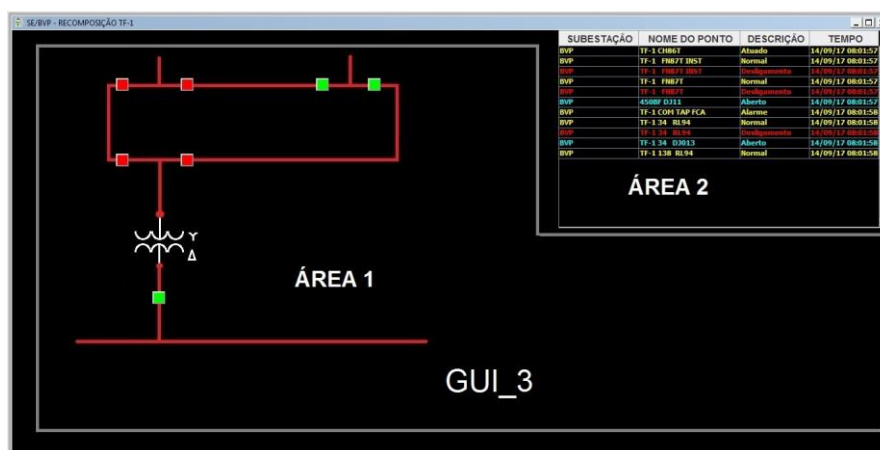 SE/BVP - RECOMPOSIÇÃO TF-1
SUBESTAÇÃO NOME DO PONTO DESCRIÇÃO TEMPO
BVP TF-1 CH86T Atuado 14/09/17 08:01:57
BVP TF-1 FN87T INST Normal 14/09/17 08:01:57
BVP TF-1 FN87T INST Desligamento 14/09/17 08:01:57
BVP TF-1 FN87T Normal 14/09/17 08:01:57
BVP TF-1 FN87T Desligamento 14/09/17 08:01:57
BVP 450BF DJ11 Aberto 14/09/17 08:01:57
BVP TF-1 COM TAP FCA Alarme 14/09/17 08:01:58
BVP TF-1 34 RL94 Normal 14/09/17 08:01:58
BVP TF-1 34 RL94 Desligamento 14/09/17 08:01:58
BVP TF-1 34 DJ013 Aberto 14/09/17 08:01:58
BVP TF-1 138 RL94 Normal 14/09/17 08:01:58
ÁREA 2
Y
Δ
ÁREA 1
GUI_3